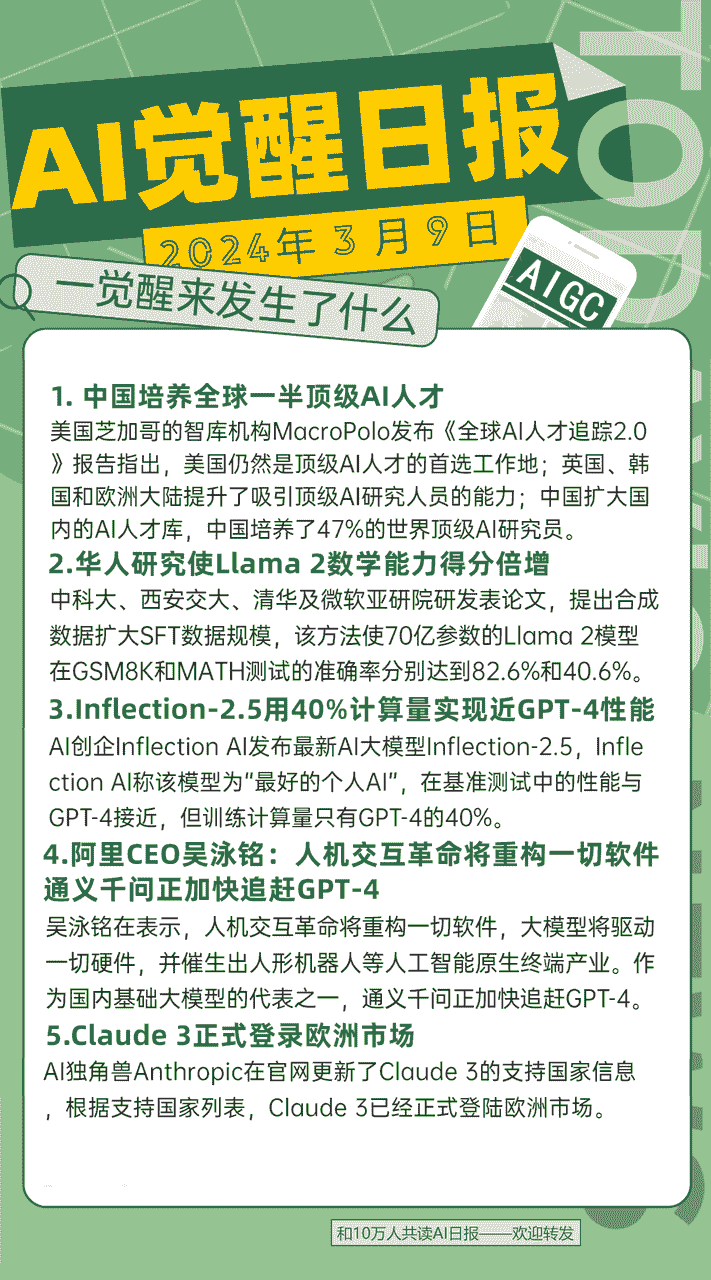 AI觉醒日报
2024年3月9日
一觉醒来发生了什么
AIGC
1. 中国培养全球一半顶级AI人才
美国芝加哥的智库机构MacroPolo发布《全球AI人才追踪2.0
》报告指出，美国仍然是顶级AI人才的首选工作地；英国、韩
国和欧洲大陆提升了吸引顶级AI研究人员的能力；中国扩大国
内的AI人才库，中国培养了47%的世界顶级AI研究员。
2.华人研究使Llama 2数学能力得分倍增
中科大、西安交大、清华及微软亚研院研发表论文，提出合成
数据扩大SFT数据规模，该方法使70亿参数的Llama 2模型
在GSM8K和MATH测试的准确率分别达到82.6%和40.6%。
3.Inflection-2.5用40%计算量实现近GPT-4性能
AI创企Inflection AI发布最新AI大模型Inflection-2.5，Infle
ction AI称该模型为“最好的个人AI”，在基准测试中的性能与
GPT-4接近，但训练计算量只有GPT-4的40%。
4.阿里CEO吴泳铭：人机交互革命将重构一切软件
通义千问正加快追赶GPT-4
吴泳铭在表示，人机交互革命将重构一切软件，大模型将驱动
一切硬件，并催生出人形机器人等人工智能原生终端产业。作
为国内基础大模型的代表之一，通义千问正加快追赶GPT-4。
5.Claude 3正式登录欧洲市场
AI独角兽Anthropic在官网更新了Claude 3的支持国家信息
，根据支持国家列表，Claude 3已经正式登陆欧洲市场。
和10万人共读AI日报——欢迎转发